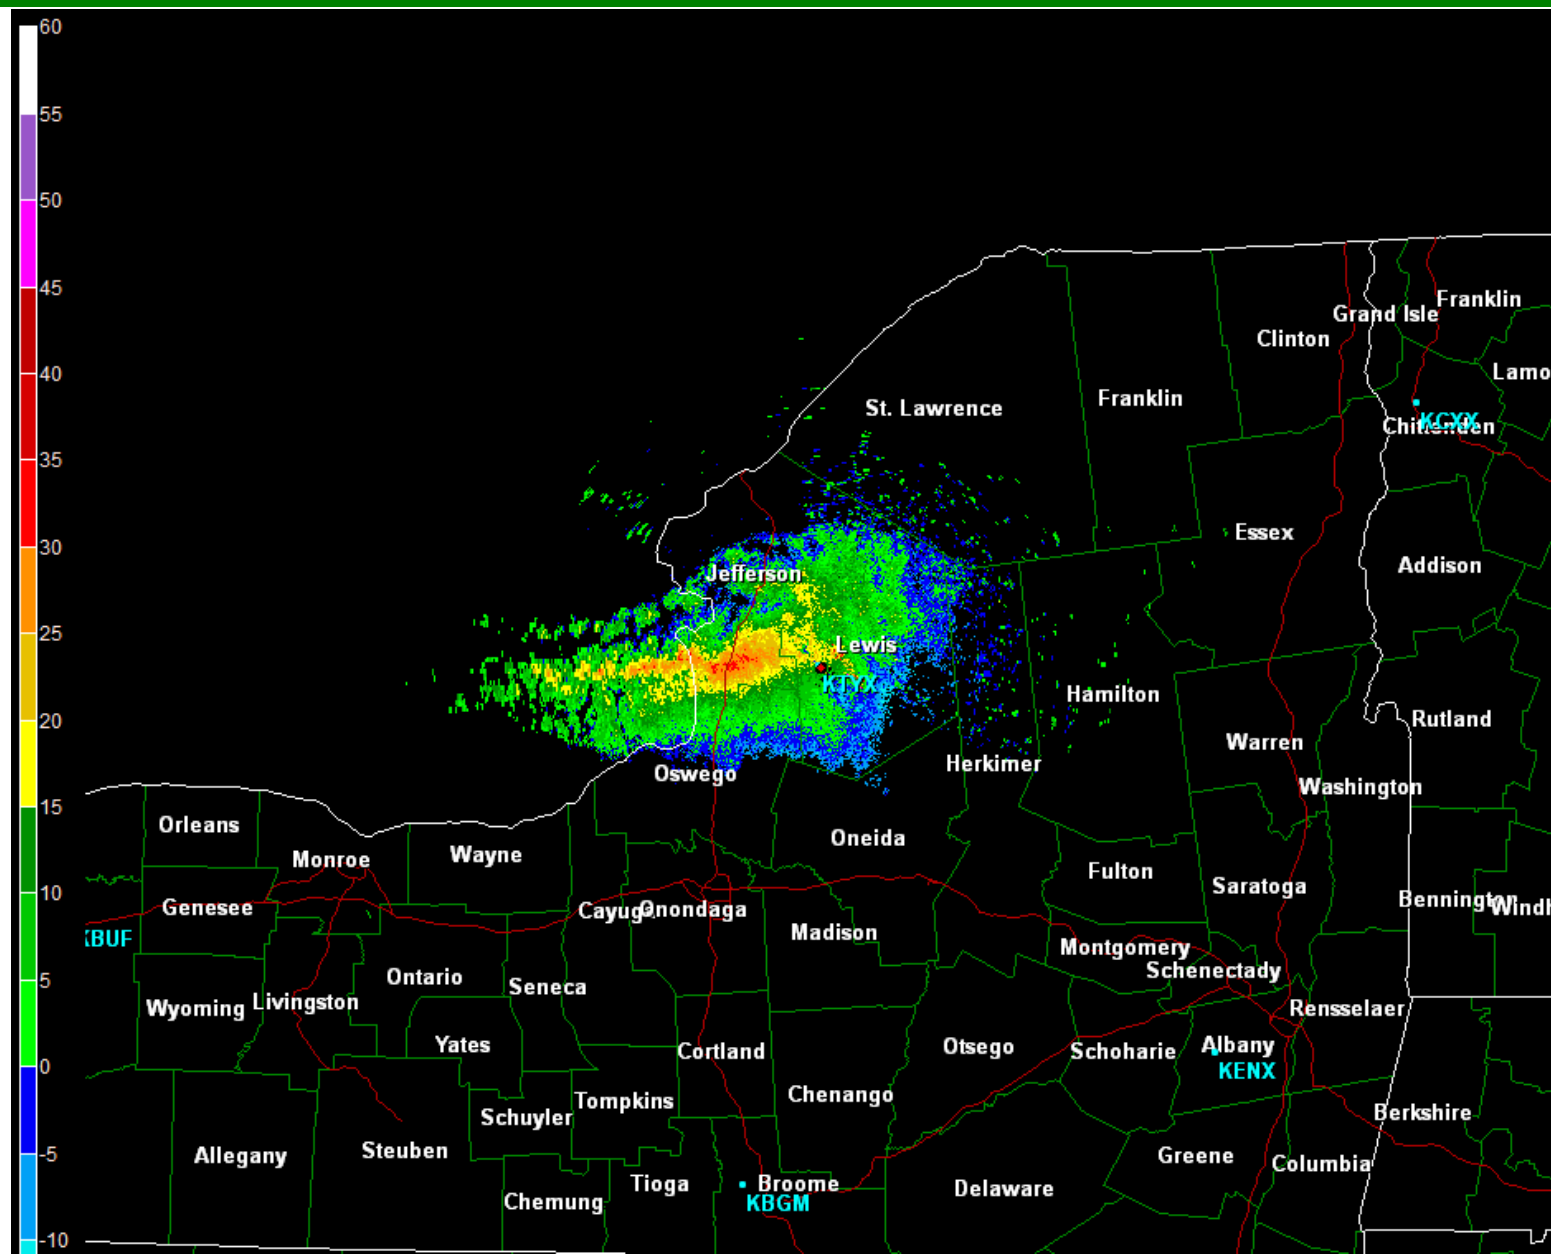 60
55
50
45
40
35
30
25
20
15
10
5
0
-5
-10
Franklin
Grand Isle
Clinton
Lamo
St. Lawrence
Franklin
KCXX
Chittenden
Essex
Addison
Jefferson
Lewis
KTYX
Hamilton
Rutland
Warren
Herkimer
Oswego
Washington
Orleans
Oneida
Wayne
Monroe
Fulton
Saratoga
Bennington
Windh
Genesee
Cayuga
Onondaga
Madison
KBUF
Montgomery
Schenectady
Ontario
Seneca
Wyoming
Livingston
Rensselaer
Yates
Cortland
Otsego
Schoharie
Albany
KENX
Chenango
Tompkins
Schuyler
Berkshire
Allegany
Steuben
Greene
Columbia
Tioga
Broome
Delaware
Chemung
KBGM